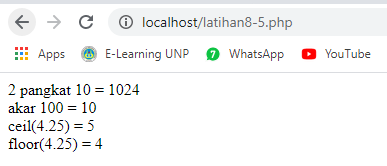 localhost/latihan8-5.php
Apps E-Learning UNP WhatsApp YouTube
2 pangkat 10 = 1024
akar 100 = 10
ceil(4.25) = 5
floor(4.25) = 4